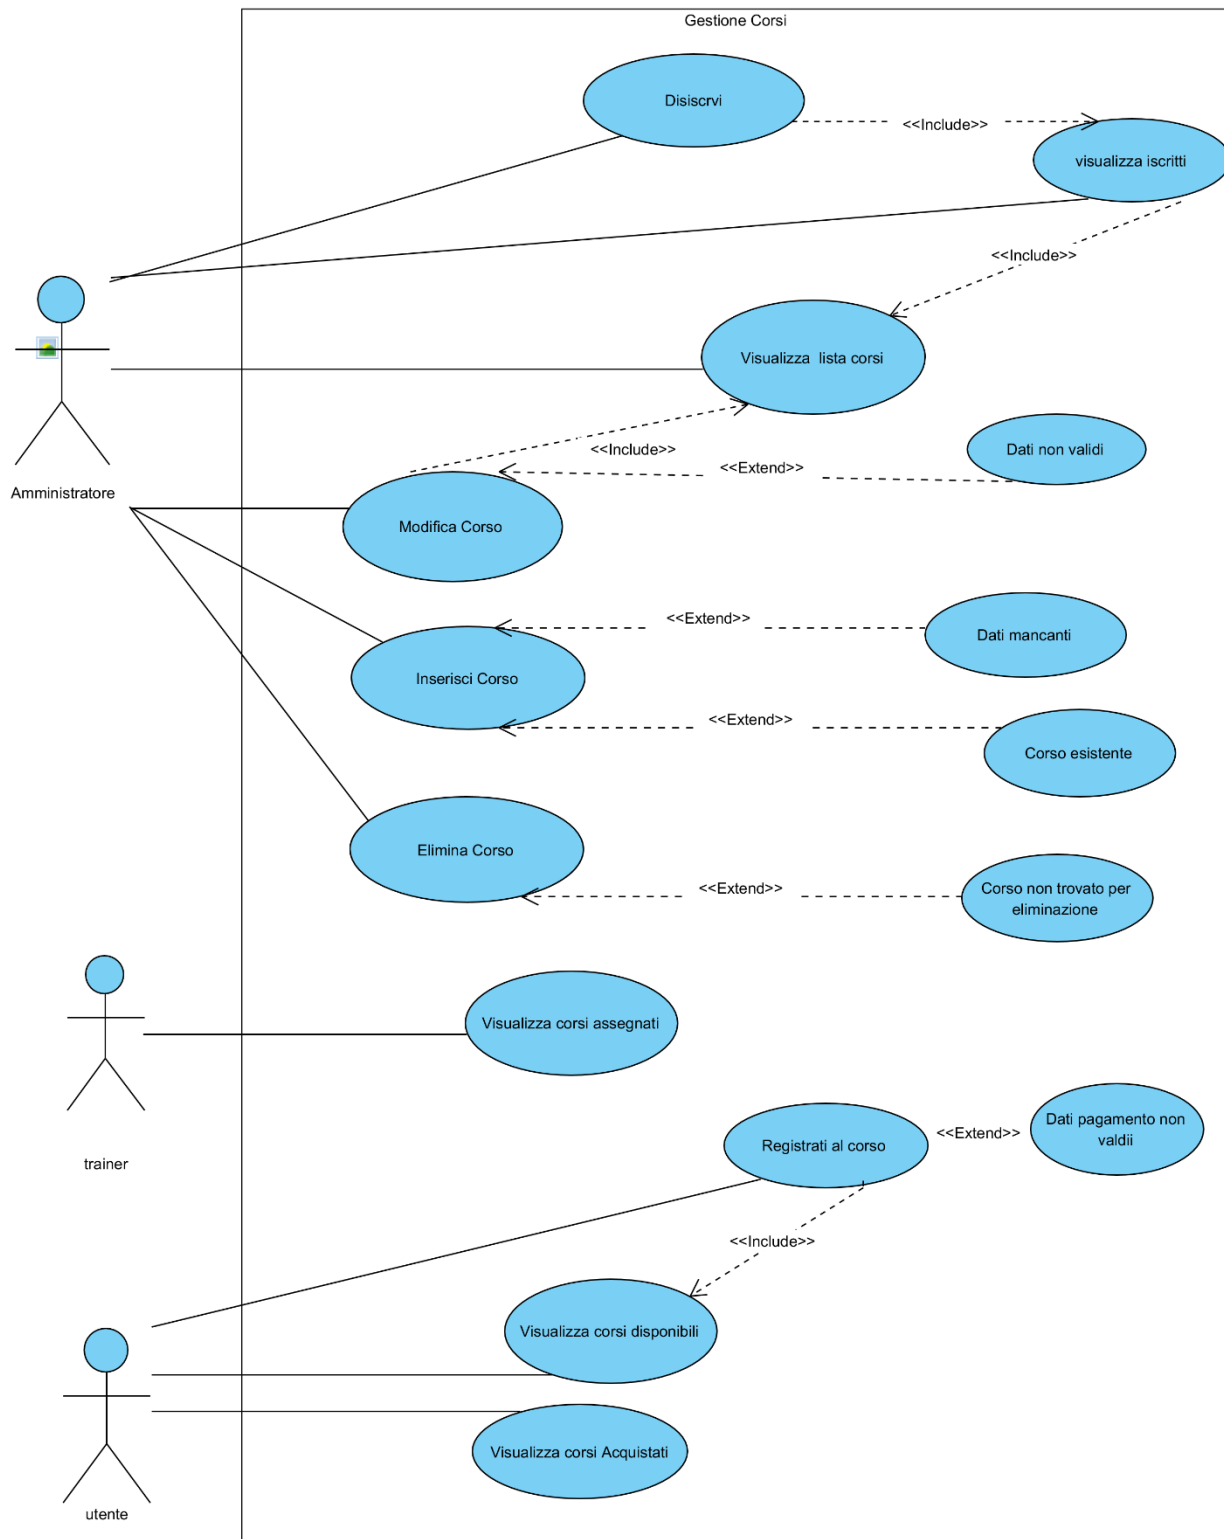 Gestione Corsi
Disiscrvi
<<Include>>
visualizza iscritti
<<Include>>
Visualizza lista corsi
<<Include>>
Dati non validi
<<Extend>>
Amministratore
Modifica Corso
<<Extend>>
Dati mancanti
Inserisci Corso
<<Extend>>
Corso esistente
Elimina Corso
<<Extend>>
Corso non trovato per
eliminazione
Visualizza corsi assegnati
trainer
Registrati al corso
<<Extend>>
Dati pagamento non
valdii
<<Include>>
Visualizza corsi disponibili
Visualizza corsi Acquistati
utente